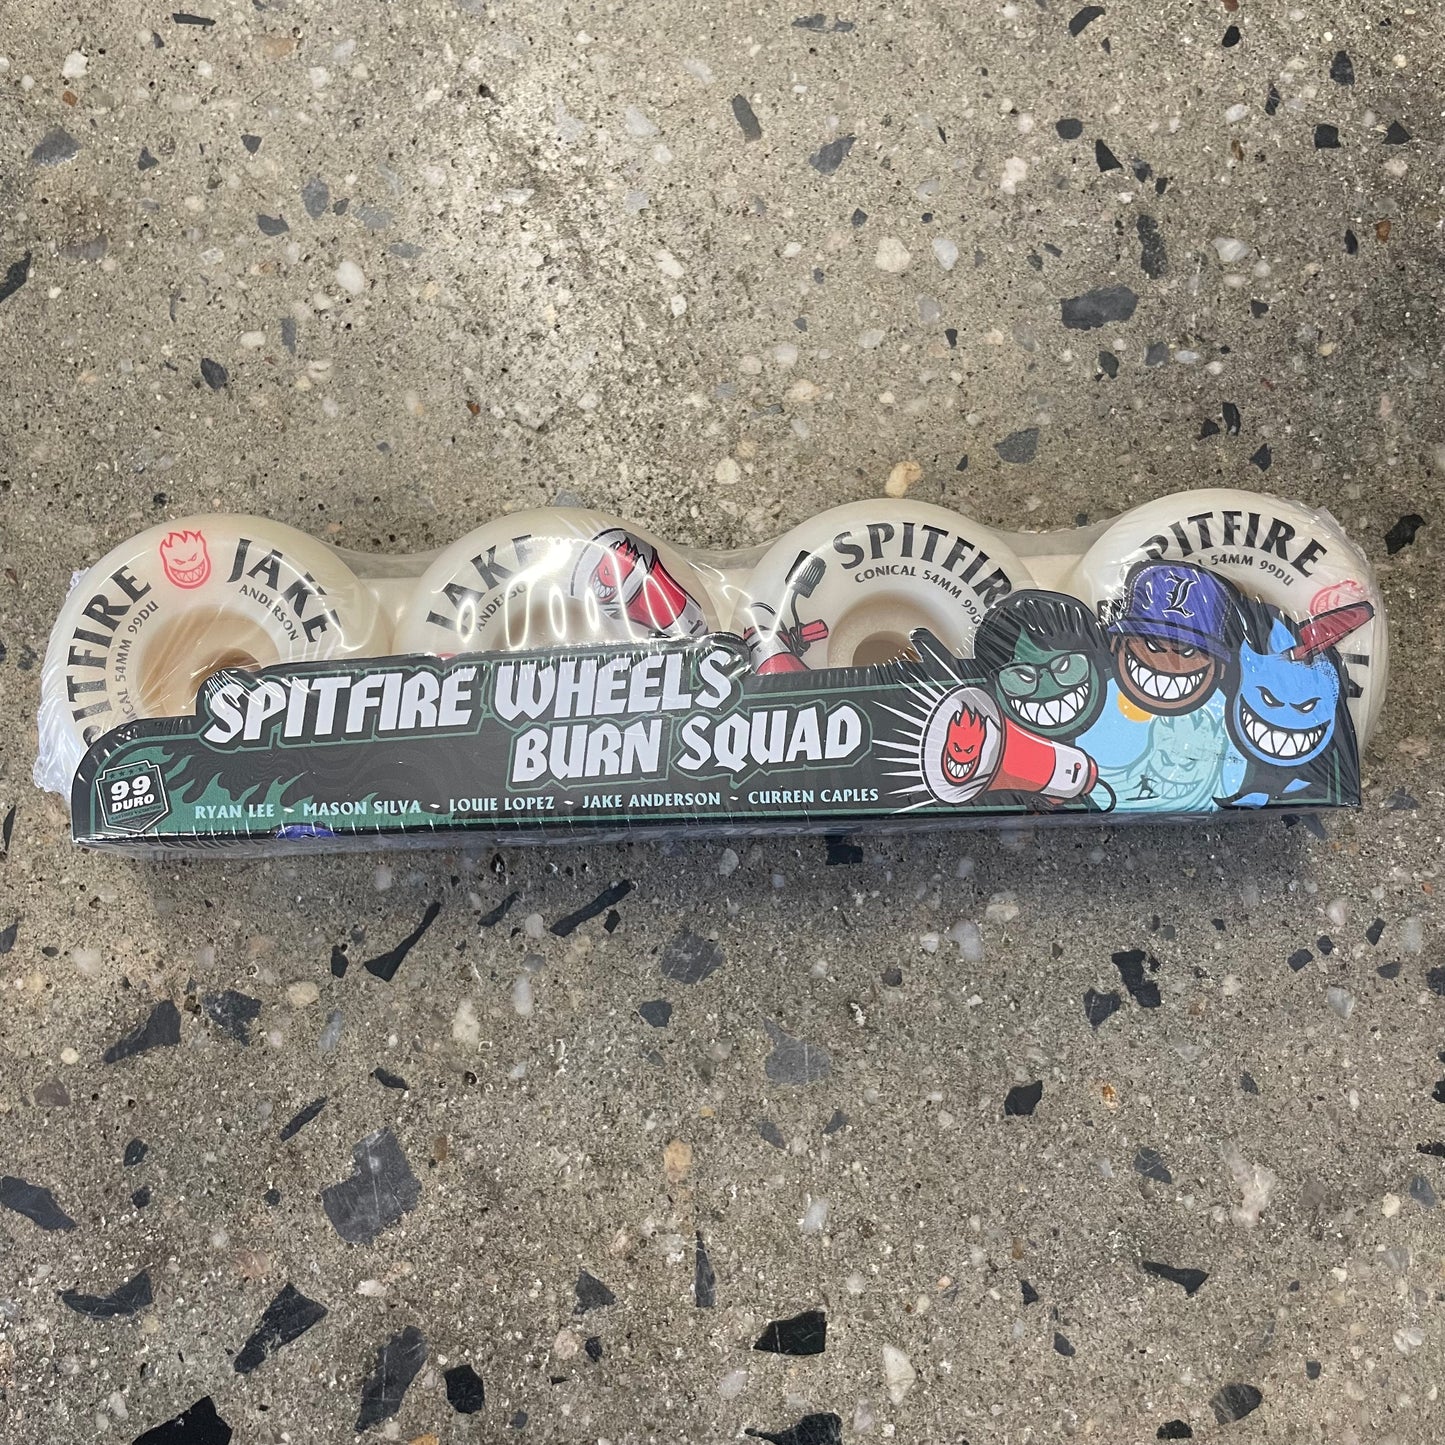 SPITFIRE
JAKE
ANDERSON
54MM 99DU
JAKE
SPITFIRE
CONICAL 54MM
SPITFIRE
54MM 99DU
SPITFIRE WHEELS
BURN SQUAD
99
DURO
RYAN LEE ~ MASON SILVA ~ LOUIE LOPEZ ~ JAKE ANDERSON ~ CURREN CAPLES
L